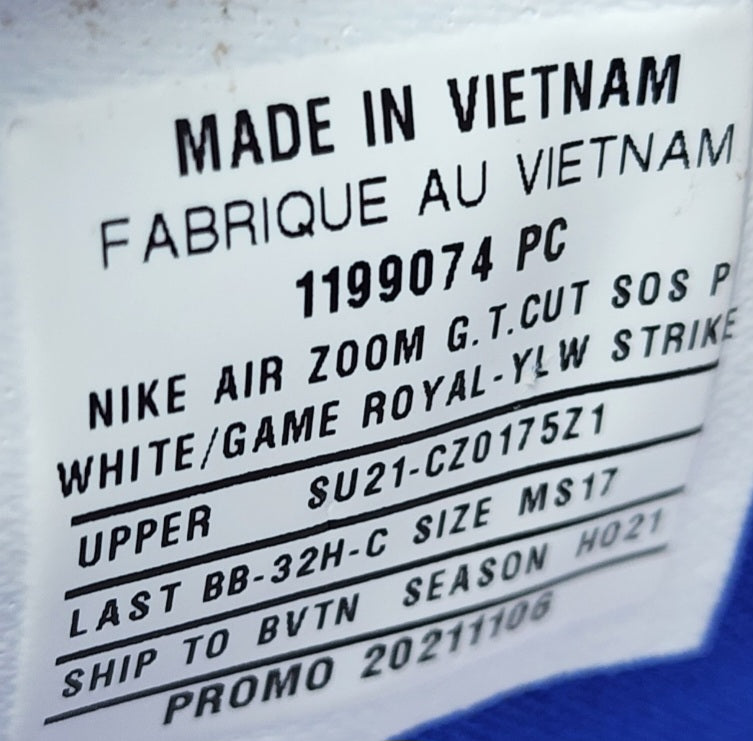 MADE IN VIETNAM
FABRIQUE AU VIETNAM
1199074 PC
NIKE AIR ZOOM G.T.CUT SOS P
WHITE/GAME ROYAL-YLW STRIKE
UPPER SU21-CZ0175Z1
LAST BB-32H-C SIZE MS17
SHIP TO BVTN SEASON HO21
PROMO 20211106